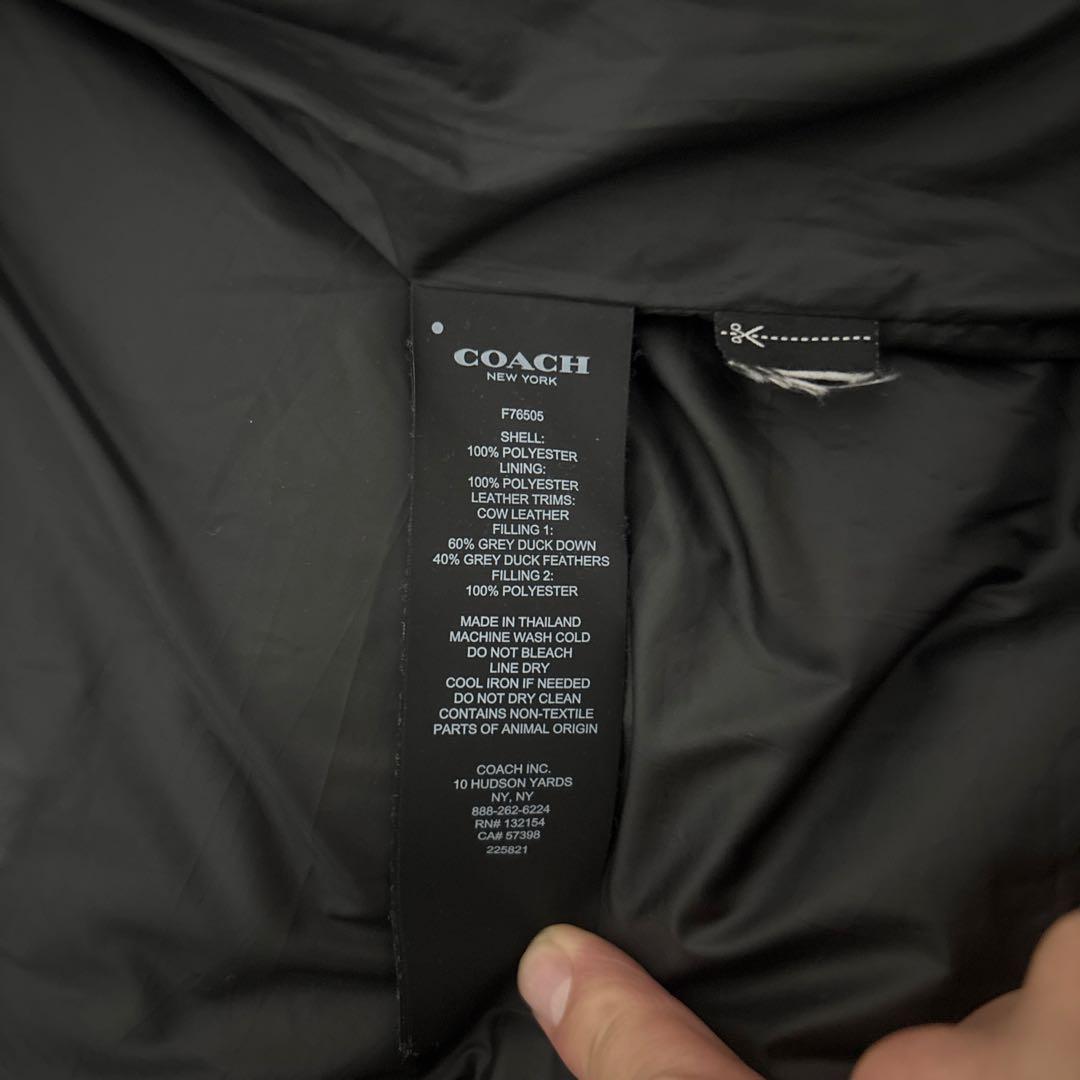 COACH
NEW YORK
F76505
SHELL:
100% POLYESTER
LINING:
100% POLYESTER
LEATHER TRIMS:
COW LEATHER
FILLING 1:
60% GREY DUCK DOWN
40% GREY DUCK FEATHERS
FILLING 2:
100% POLYESTER
MADE IN THAILAND
MACHINE WASH COLD
DO NOT BLEACH
LINE DRY
COOL IRON IF NEEDED
DO NOT DRY CLEAN
CONTAINS NON-TEXTILE
PARTS OF ANIMAL ORIGIN
COACH INC.
10 HUDSON YARDS
NY, NY
888-262-6224
RN# 132154
CA# 57398
225821